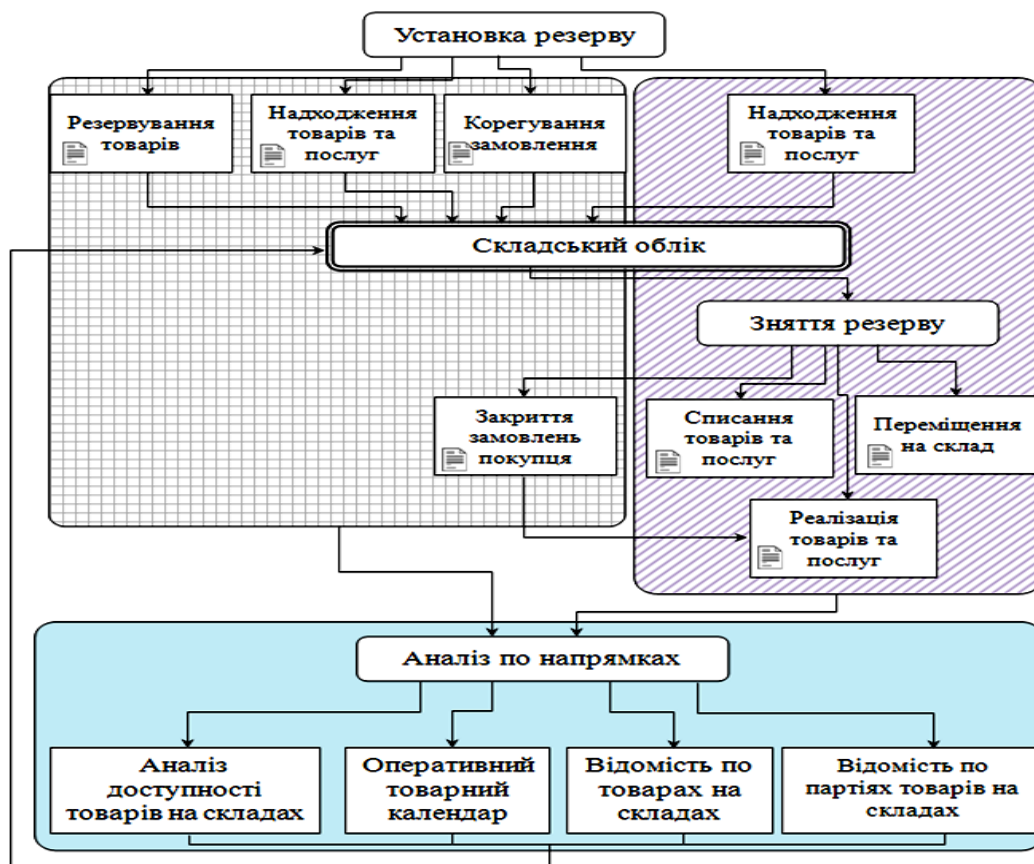 Установка резерву
Резервування
товарів
Надходження
товарів та
послуг
Корегування
замовлення
Надходження
товарів та
послуг
Складський облік
Зняття резерву
Закриття
замовлень
покупця
Списання
товарів та
послуг
Переміщення
на склад
Реалізація
товарів та
послуг
Аналіз по напрямках
Аналіз
доступності
товарів на складах
Оперативний
товарний
календар
Відомість по
товарах на
складах
Відомість по
партіях товарів на
складах